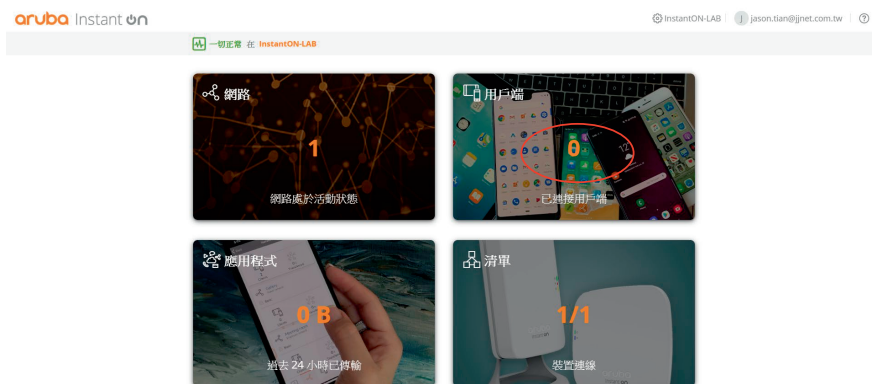 aruba Instant on
InstantON-LAB
J jason.tian@jjnet.com.tw
一切正常 在 InstantON-LAB
網路
1
網路處於活動狀態
用戶端
0
已連接用戶端
應用程式
0 B
過去 24 小時已傳輸
清單
1/1
裝置連線